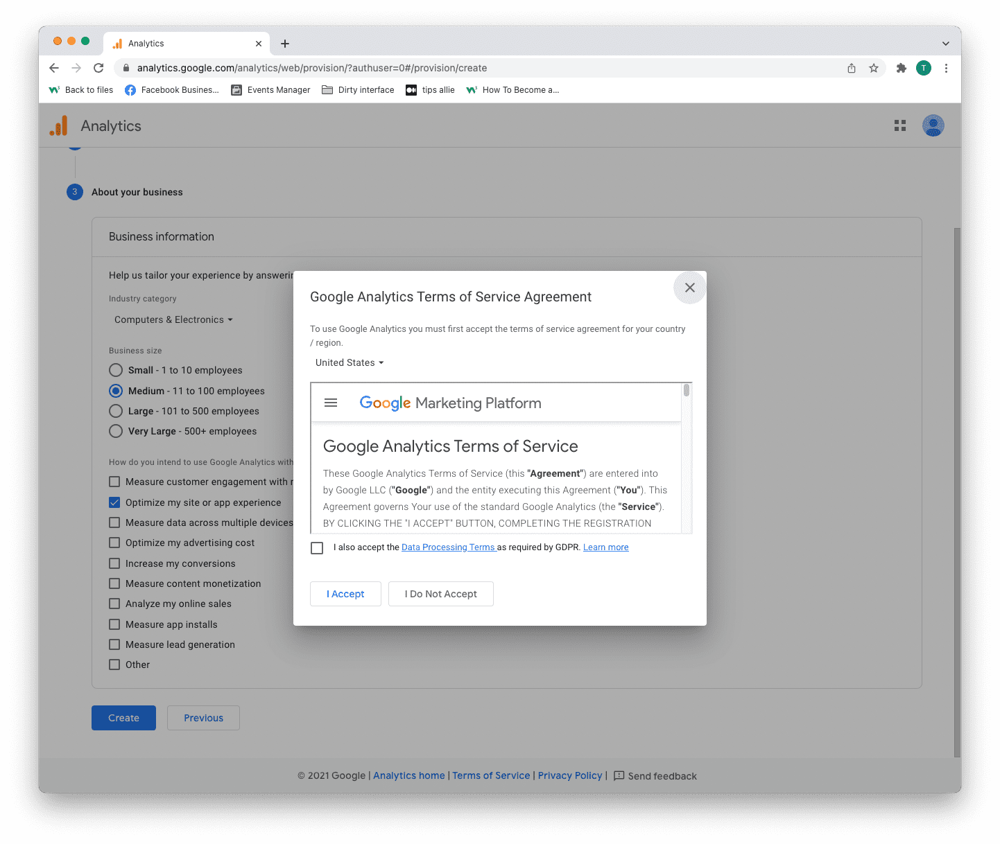 Analytics
analytics.google.com/analytics/web/provision/?authuser=0#/provision/create
T
Back to files
Facebook Busines...
Events Manager
Dirty interface
tips allie
How To Become a...
Analytics
3 About your business
Business information
Help us tailor your experience by
Industry category
Computers & Electronics
Business size
Small - 1 to 10 employees
Medium - 11 to 100 employees
Large - 101 to 500 employees
Very Large - 500+ employees
How do you intend to use Google Analytics with
Measure customer engagement with
Optimize my site or app experience
Measure data across multiple devices
Optimize my advertising cost
Increase my conversions
Measure content monetization
Analyze my online sales
Measure app installs
Measure lead generation
Other
Create
Previous
Google Analytics Terms of Service Agreement
To use Google Analytics you must first accept the terms of service agreement for your country
/ region.
United States
Google Marketing Platform
Google Analytics Terms of Service
These Google Analytics Terms of Service (this "Agreement") are entered into
by Google LLC ("Google") and the entity executing this Agreement ("You"). This
Agreement governs Your use of the standard Google Analytics (the "Service").
BY CLICKING THE "I ACCEPT" BUTTON, COMPLETING THE REGISTRATION
I also accept the Data Processing Terms as required by GDPR. Learn more
I Accept
I Do Not Accept
© 2021 Google | Analytics home | Terms of Service | Privacy Policy | Send feedback